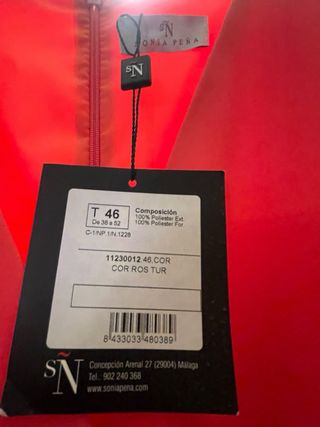 SÑ
SONIA PEÑA
SÑ
T 46
De 38 a 52
Composición
100% Poliester Ext.
100% Poliester For.
C-1/NP.1/N.1228
11230012.46.COR
COR ROS TUR
8 433033 480389
SÑ
Concepción Arenal 27 (29004) Málaga
Tel.: 902 240 368
www.soniapena.com